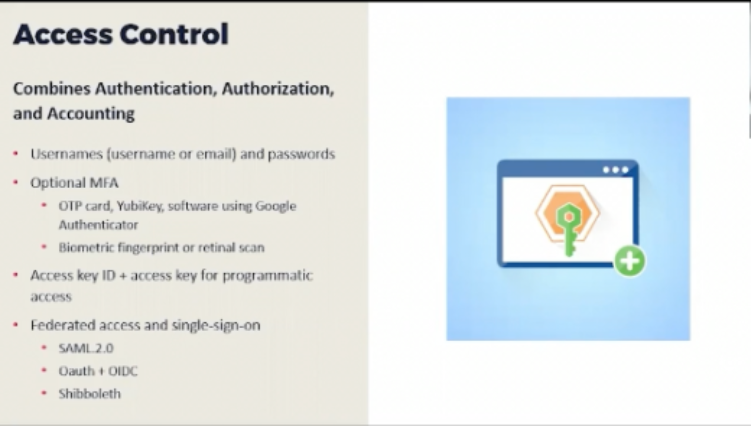 Access Control
Combines Authentication, Authorization,
and Accounting
• Usernames (username or email) and passwords
• Optional MFA
• OTP card, YubiKey, software using Google
Authenticator
• Biometric fingerprint or retinal scan
• Access key ID + access key for programmatic
access
• Federated access and single-sign-on
• SAML 2.0
• Oauth + OIDC
• Shibboleth